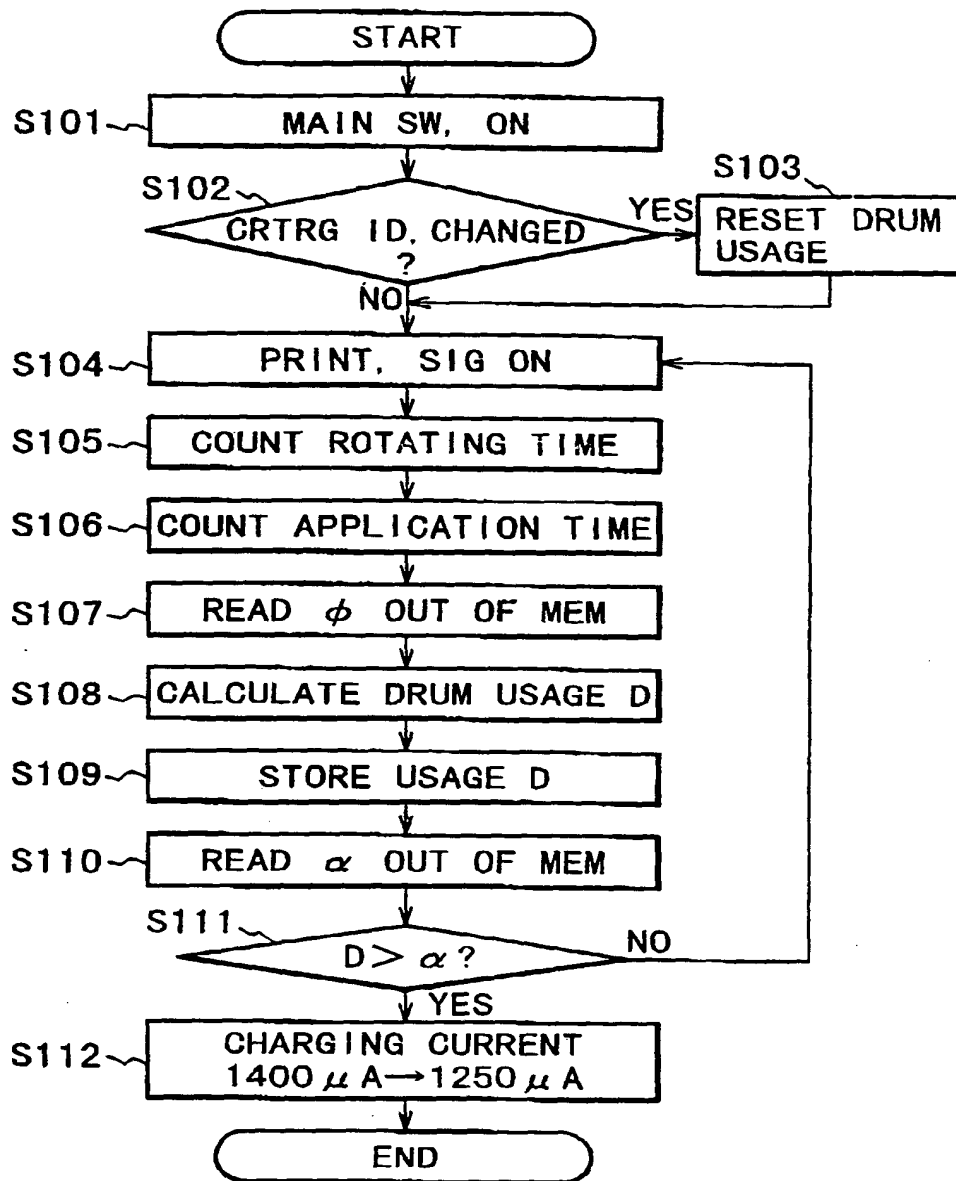 START
S101
MAIN SW, ON
S102
CRTRG ID, CHANGED
?
YES
S103
RESET DRUM
USAGE
NO
S104
PRINT, SIG ON
S105
COUNT ROTATING TIME
S106
COUNT APPLICATION TIME
S107
READ ϕ OUT OF MEM
S108
CALCULATE DRUM USAGE D
S109
STORE USAGE D
S110
READ α OUT OF MEM
S111
D> α ?
NO
YES
S112
CHARGING CURRENT
1400 μA→1250 μA
END